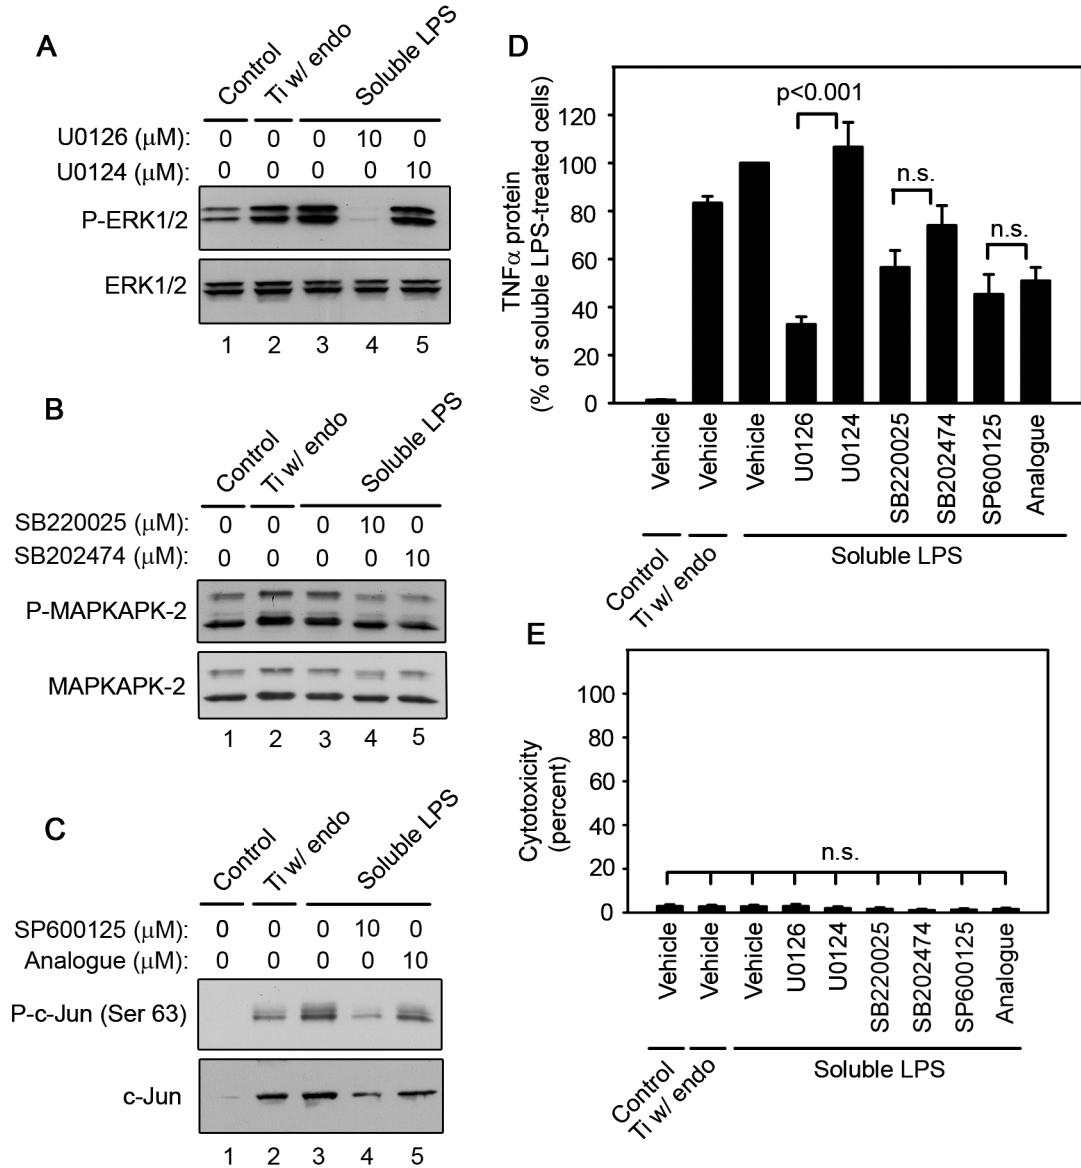 A
Control
Ti w/ endo
Soluble LPS
U0126 (μM): 0 0 0 10 0
U0124 (μM): 0 0 0 0 10
P-ERK1/2
ERK1/2
1 2 3 4 5
B
Control
Ti w/ endo
Soluble LPS
SB220025 (μM): 0 0 0 10 0
SB202474 (μM): 0 0 0 0 10
P-MAPKAPK-2
MAPKAPK-2
1 2 3 4 5
C
Control
Ti w/ endo
Soluble LPS
SP600125 (μM): 0 0 0 10 0
Analogue (μM): 0 0 0 0 10
P-c-Jun (Ser 63)
c-Jun
1 2 3 4 5
D
TNFα protein
(% of soluble LPS-treated cells)
120
100
80
60
40
20
0
p<0.001
n.s.
n.s.
Vehicle
Vehicle
Vehicle
U0126
U0124
SB220025
SB202474
SP600125
Analogue
Control
Ti w/ endo
Soluble LPS
E
Cytotoxicity
(percent)
100
80
60
40
20
0
n.s.
Vehicle
Vehicle
Vehicle
U0126
U0124
SB220025
SB202474
SP600125
Analogue
Control
Ti w/ endo
Soluble LPS